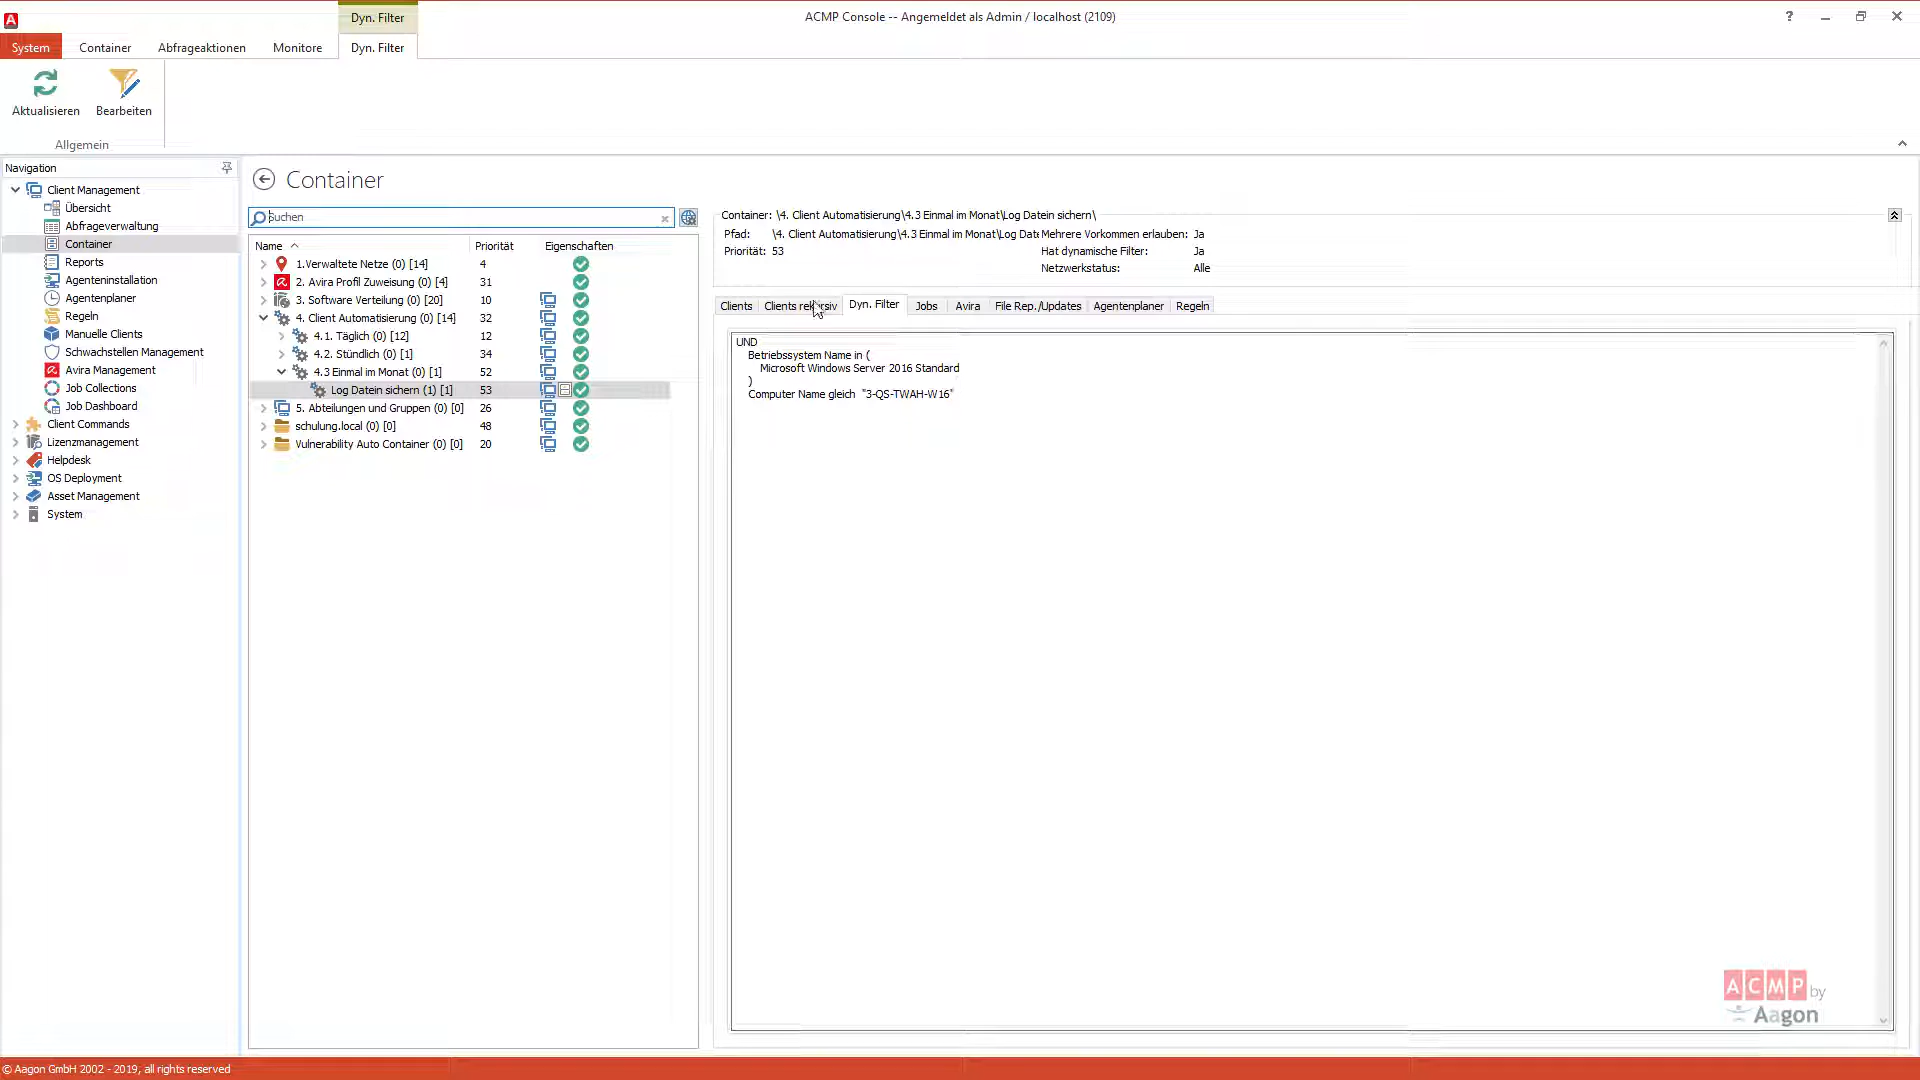 Dyn. Filter
ACMP Console -- Angemeldet als Admin / localhost (2109)
System Container Abfrageaktionen Monitore Dyn. Filter
Aktualisieren Bearbeiten
Allgemein
Navigation
Client Management
Übersicht
Abfrageverwaltung
Container
Reports
Agenteninstallation
Agentenplaner
Regeln
Manuelle Clients
Schwachstellen Management
Avira Management
Job Collections
Job Dashboard
Client Commands
Lizenzmanagement
Helpdesk
OS Deployment
Asset Management
System
Container
Suchen
Name Priorität Eigenschaften
1.Verwaltete Netze (0) [14] 4
2. Avira Profil Zuweisung (0) [4] 31
3. Software Verteilung (0) [20] 10
4. Client Automatisierung (0) [14] 32
4.1. Täglich (0) [12] 12
4.2. Stündlich (0) [1] 34
4.3 Einmal im Monat (0) [1] 52
Log Datein sichern (1) [1] 53
5. Abteilungen und Gruppen (0) [0] 26
schulung.local (0) [0] 48
Vulnerability Auto Container (0) [0] 20
Container: \4. Client Automatisierung\4.3 Einmal im Monat\Log Datein sichern\
Pfad: \4. Client Automatisierung\4.3 Einmal im Monat\Log Date Mehrere Vorkommen erlauben: Ja
Priorität: 53 Hat dynamische Filter: Ja
Netzwerkstatus: Alle
Clients Clients rekursiv Dyn. Filter Jobs Avira File Rep./Updates Agentenplaner Regeln
UND
Betriebssystem Name in (
Microsoft Windows Server 2016 Standard
)
Computer Name gleich "3-QS-TWAH-W16"
ACMP by
Aagon
© Aagon GmbH 2002 - 2019, all rights reserved